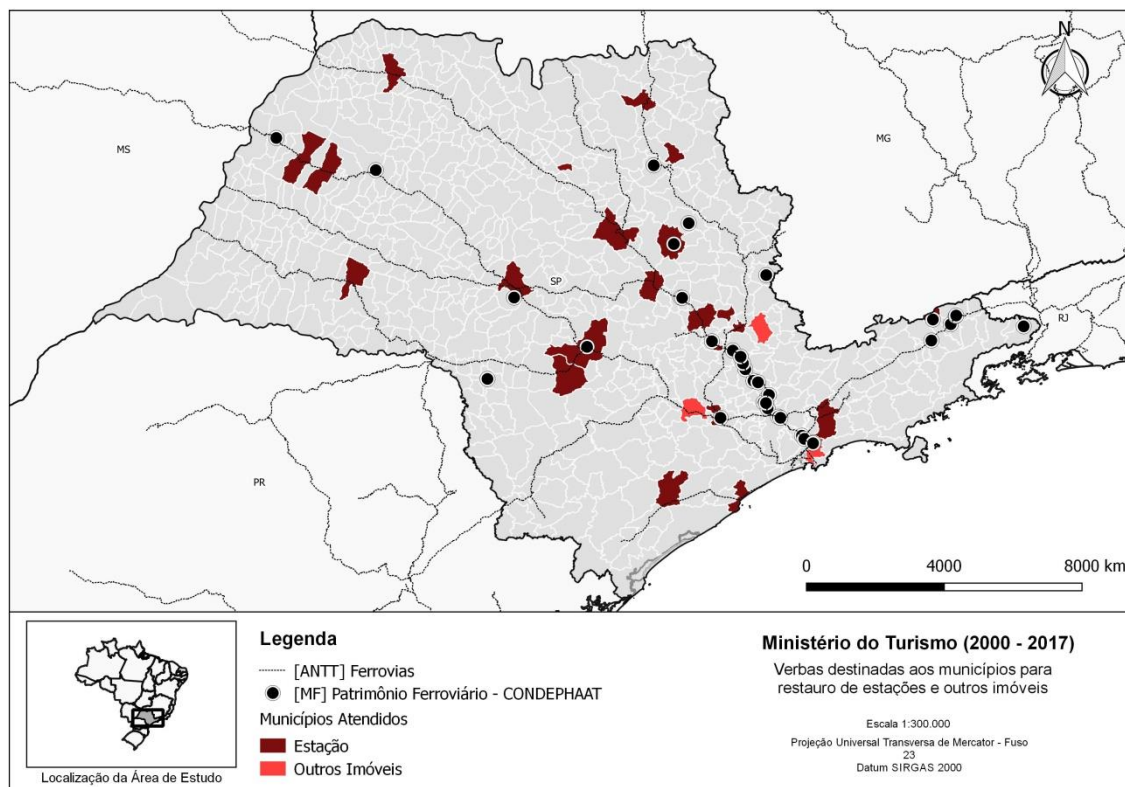 N
MS
MG
SP
RJ
PR
0 4000 8000 km
Legenda
[ANTT] Ferrovias
[MF] Patrimônio Ferroviário - CONDEPHAAT
Municípios Atendidos
Estação
Outros Imóveis
Localização da Área de Estudo
Ministério do Turismo (2000 - 2017)
Verbas destinadas aos municípios para
restauro de estações e outros imóveis
Escala 1:300.000
Projeção Universal Transversa de Mercator - Fuso
23
Datum SIRGAS 2000